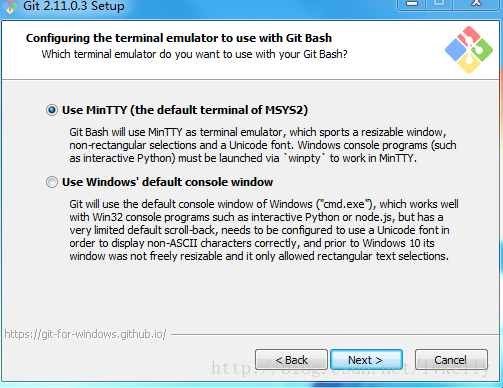 Git 2.11.0.3 Setup
Configuring the terminal emulator to use with Git Bash
Which terminal emulator do you want to use with your Git Bash?
Use MinTTY (the default terminal of MSYS2)
Git Bash will use MinTTY as terminal emulator, which sports a resizable window,
non-rectangular selections and a Unicode font. Windows console programs (such
as interactive Python) must be launched via `winpty` to work in MinTTY.
Use Windows' default console window
Git will use the default console window of Windows ("cmd.exe"), which works well
with Win32 console programs such as interactive Python or node.js, but has a
very limited default scroll-back, needs to be configured to use a Unicode font in
order to display non-ASCII characters correctly, and prior to Windows 10 its
window was not freely resizable and it only allowed rectangular text selections.
https://git-for-windows.github.io/
< Back
Next >
Cancel